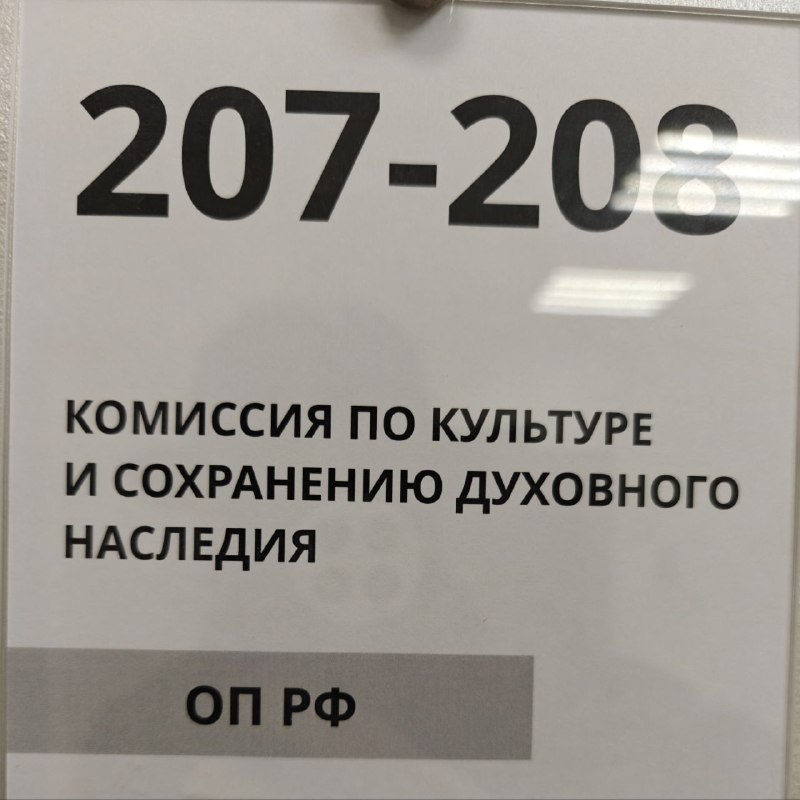 207-208
КОМИССИЯ ПО КУЛЬТУРЕ
И СОХРАНЕНИЮ ДУХОВНОГО
НАСЛЕДИЯ
ОП РФ